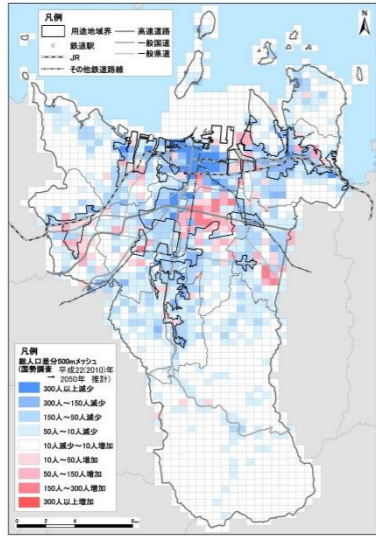 凡例
用途地域界
高速道路
鉄道駅
一般国道
JR
一般県道
その他鉄道路線
N
凡例
総人口差分500mメッシュ
(国勢調査 平成22(2010)年
→ 2050年 推計)
300人以上減少
300人～150人減少
150人～50人減少
50人～10人減少
10人減少～10人増加
10人～50人増加
50人～150人増加
150人～300人増加
300人以上増加
0 2 4 8